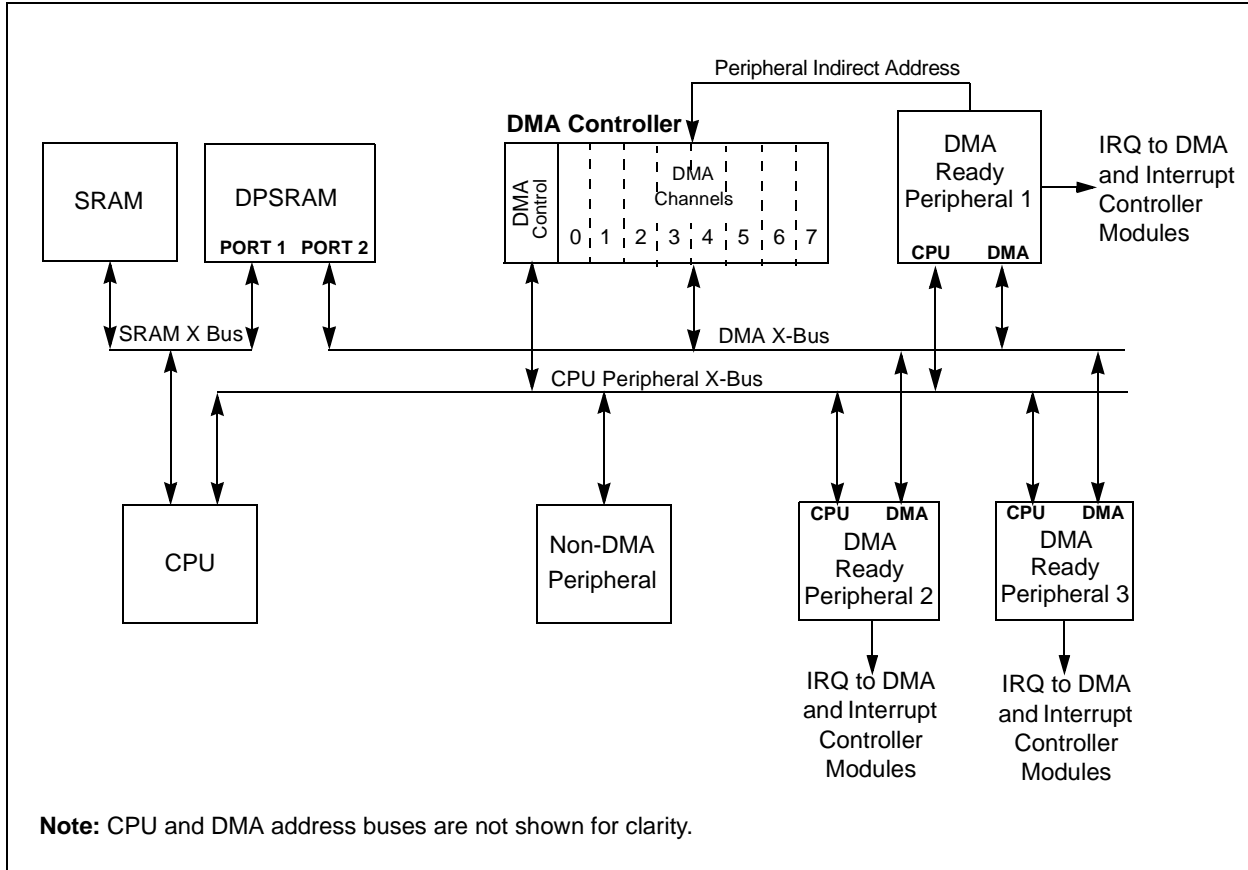 Peripheral Indirect Address
DMA Controller
SRAM
DPSRAM
PORT 1 PORT 2
DMA
Control
DMA
Channels
0 1 2 3 4 5 6 7
DMA
Ready
Peripheral 1
CPU DMA
IRQ to DMA
and Interrupt
Controller
Modules
SRAM X Bus
DMA X-Bus
CPU Peripheral X-Bus
CPU
Non-DMA
Peripheral
CPU DMA
DMA
Ready
Peripheral 2
CPU DMA
DMA
Ready
Peripheral 3
IRQ to DMA
and Interrupt
Controller
Modules
IRQ to DMA
and Interrupt
Controller
Modules
Note: CPU and DMA address buses are not shown for clarity.